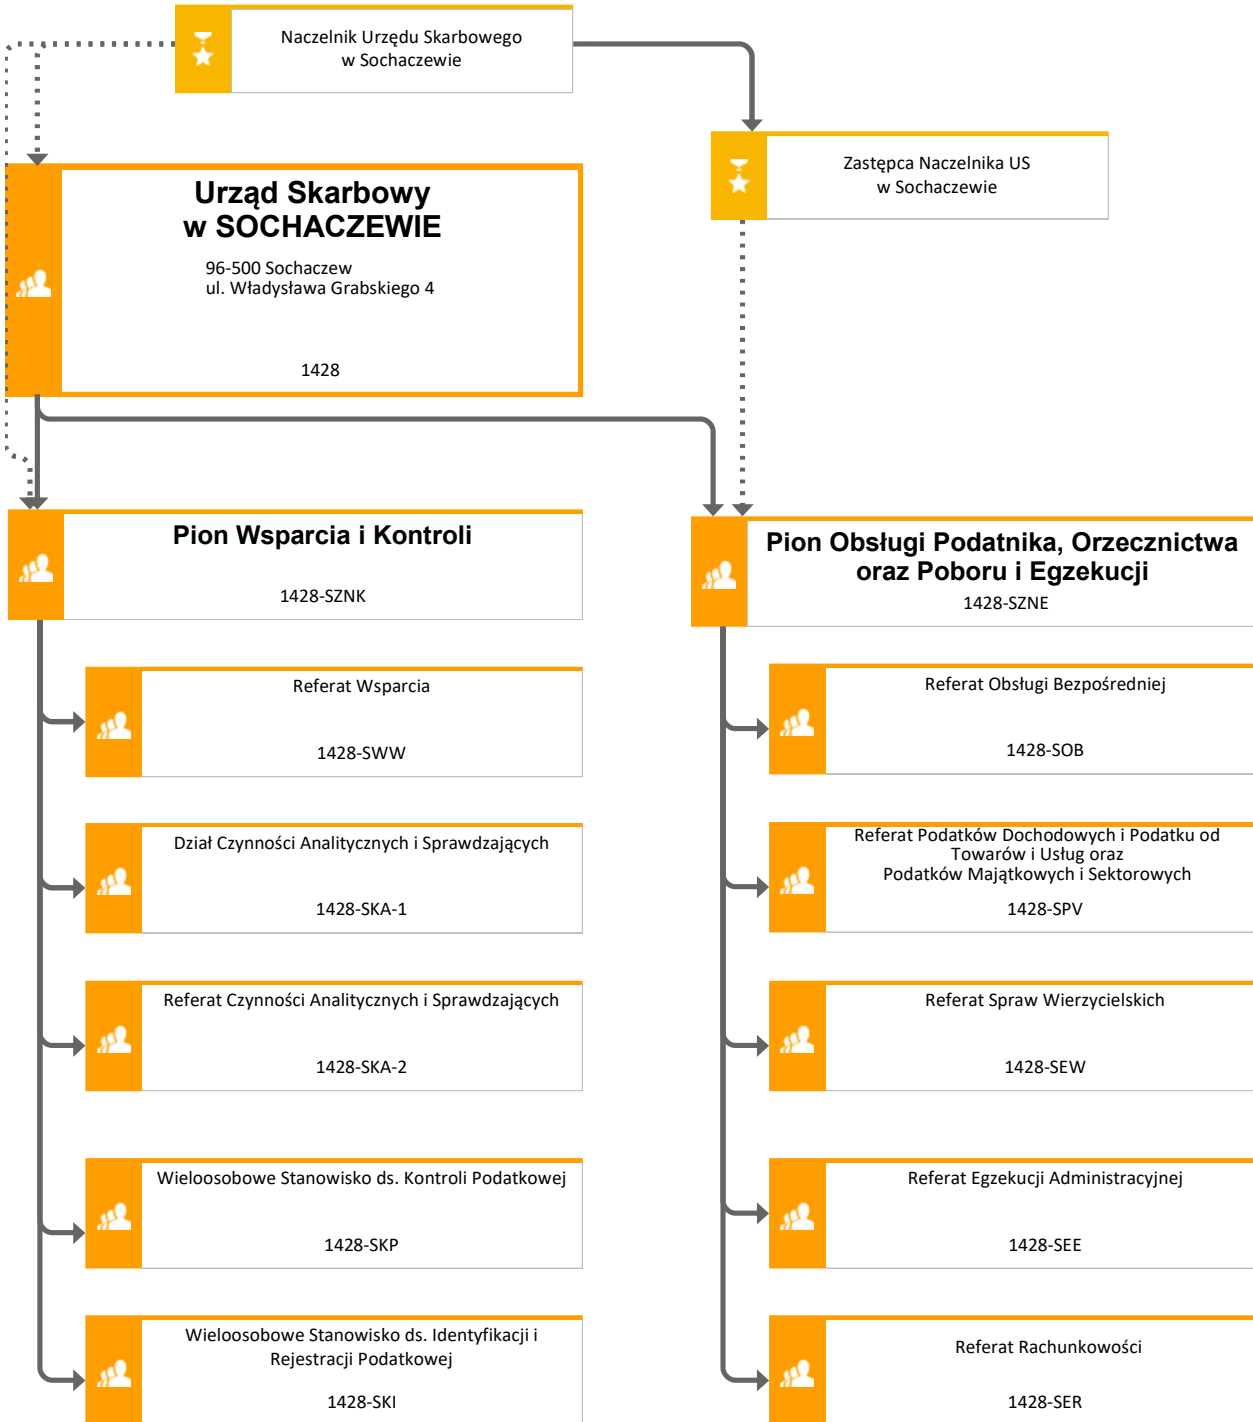 Naczelnik Urzędu Skarbowego
w Sochaczewie
Zastępca Naczelnika US
w Sochaczewie
Urząd Skarbowy
w SOCHACZEWIE
96-500 Sochaczew
ul. Władysława Grabskiego 4
1428
Pion Wsparcia i Kontroli
1428-SZNK
Referat Wsparcia
1428-SWW
Dział Czynności Analitycznych i Sprawdzających
1428-SKA-1
Referat Czynności Analitycznych i Sprawdzających
1428-SKA-2
Wieloosobowe Stanowisko ds. Kontroli Podatkowej
1428-SKP
Wieloosobowe Stanowisko ds. Identyfikacji i
Rejestracji Podatkowej
1428-SKI
Pion Obsługi Podatnika, Orzecznictwa
oraz Poboru i Egzekucji
1428-SZNE
Referat Obsługi Bezpośredniej
1428-SOB
Referat Podatków Dochodowych i Podatku od
Towarów i Usług oraz
Podatków Majątkowych i Sektorowych
1428-SPV
Referat Spraw Wierzycielskich
1428-SEW
Referat Egzekucji Administracyjnej
1428-SEE
Referat Rachunkowości
1428-SER